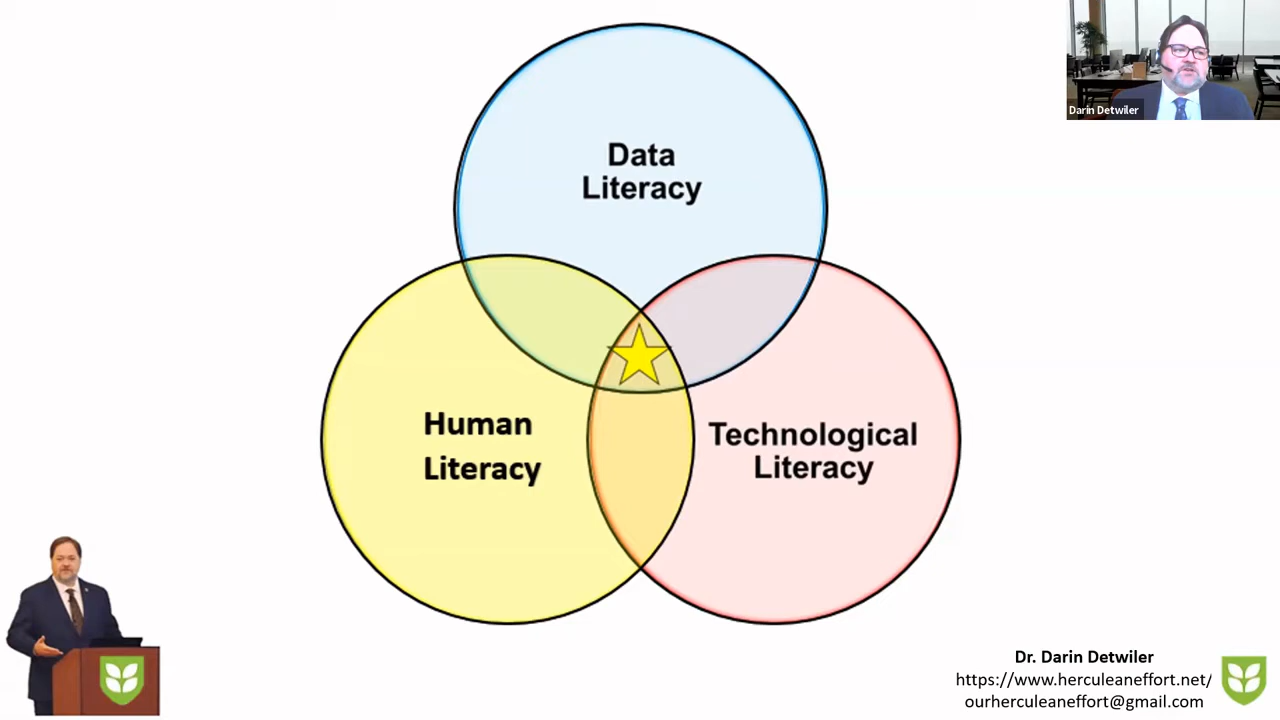 Data
Literacy
Darin Detwiler
Human
Literacy
Technological
Literacy
Dr. Darin Detwiler
https://www.herculeaneffort.net/
ourherculeaneffort@gmail.com